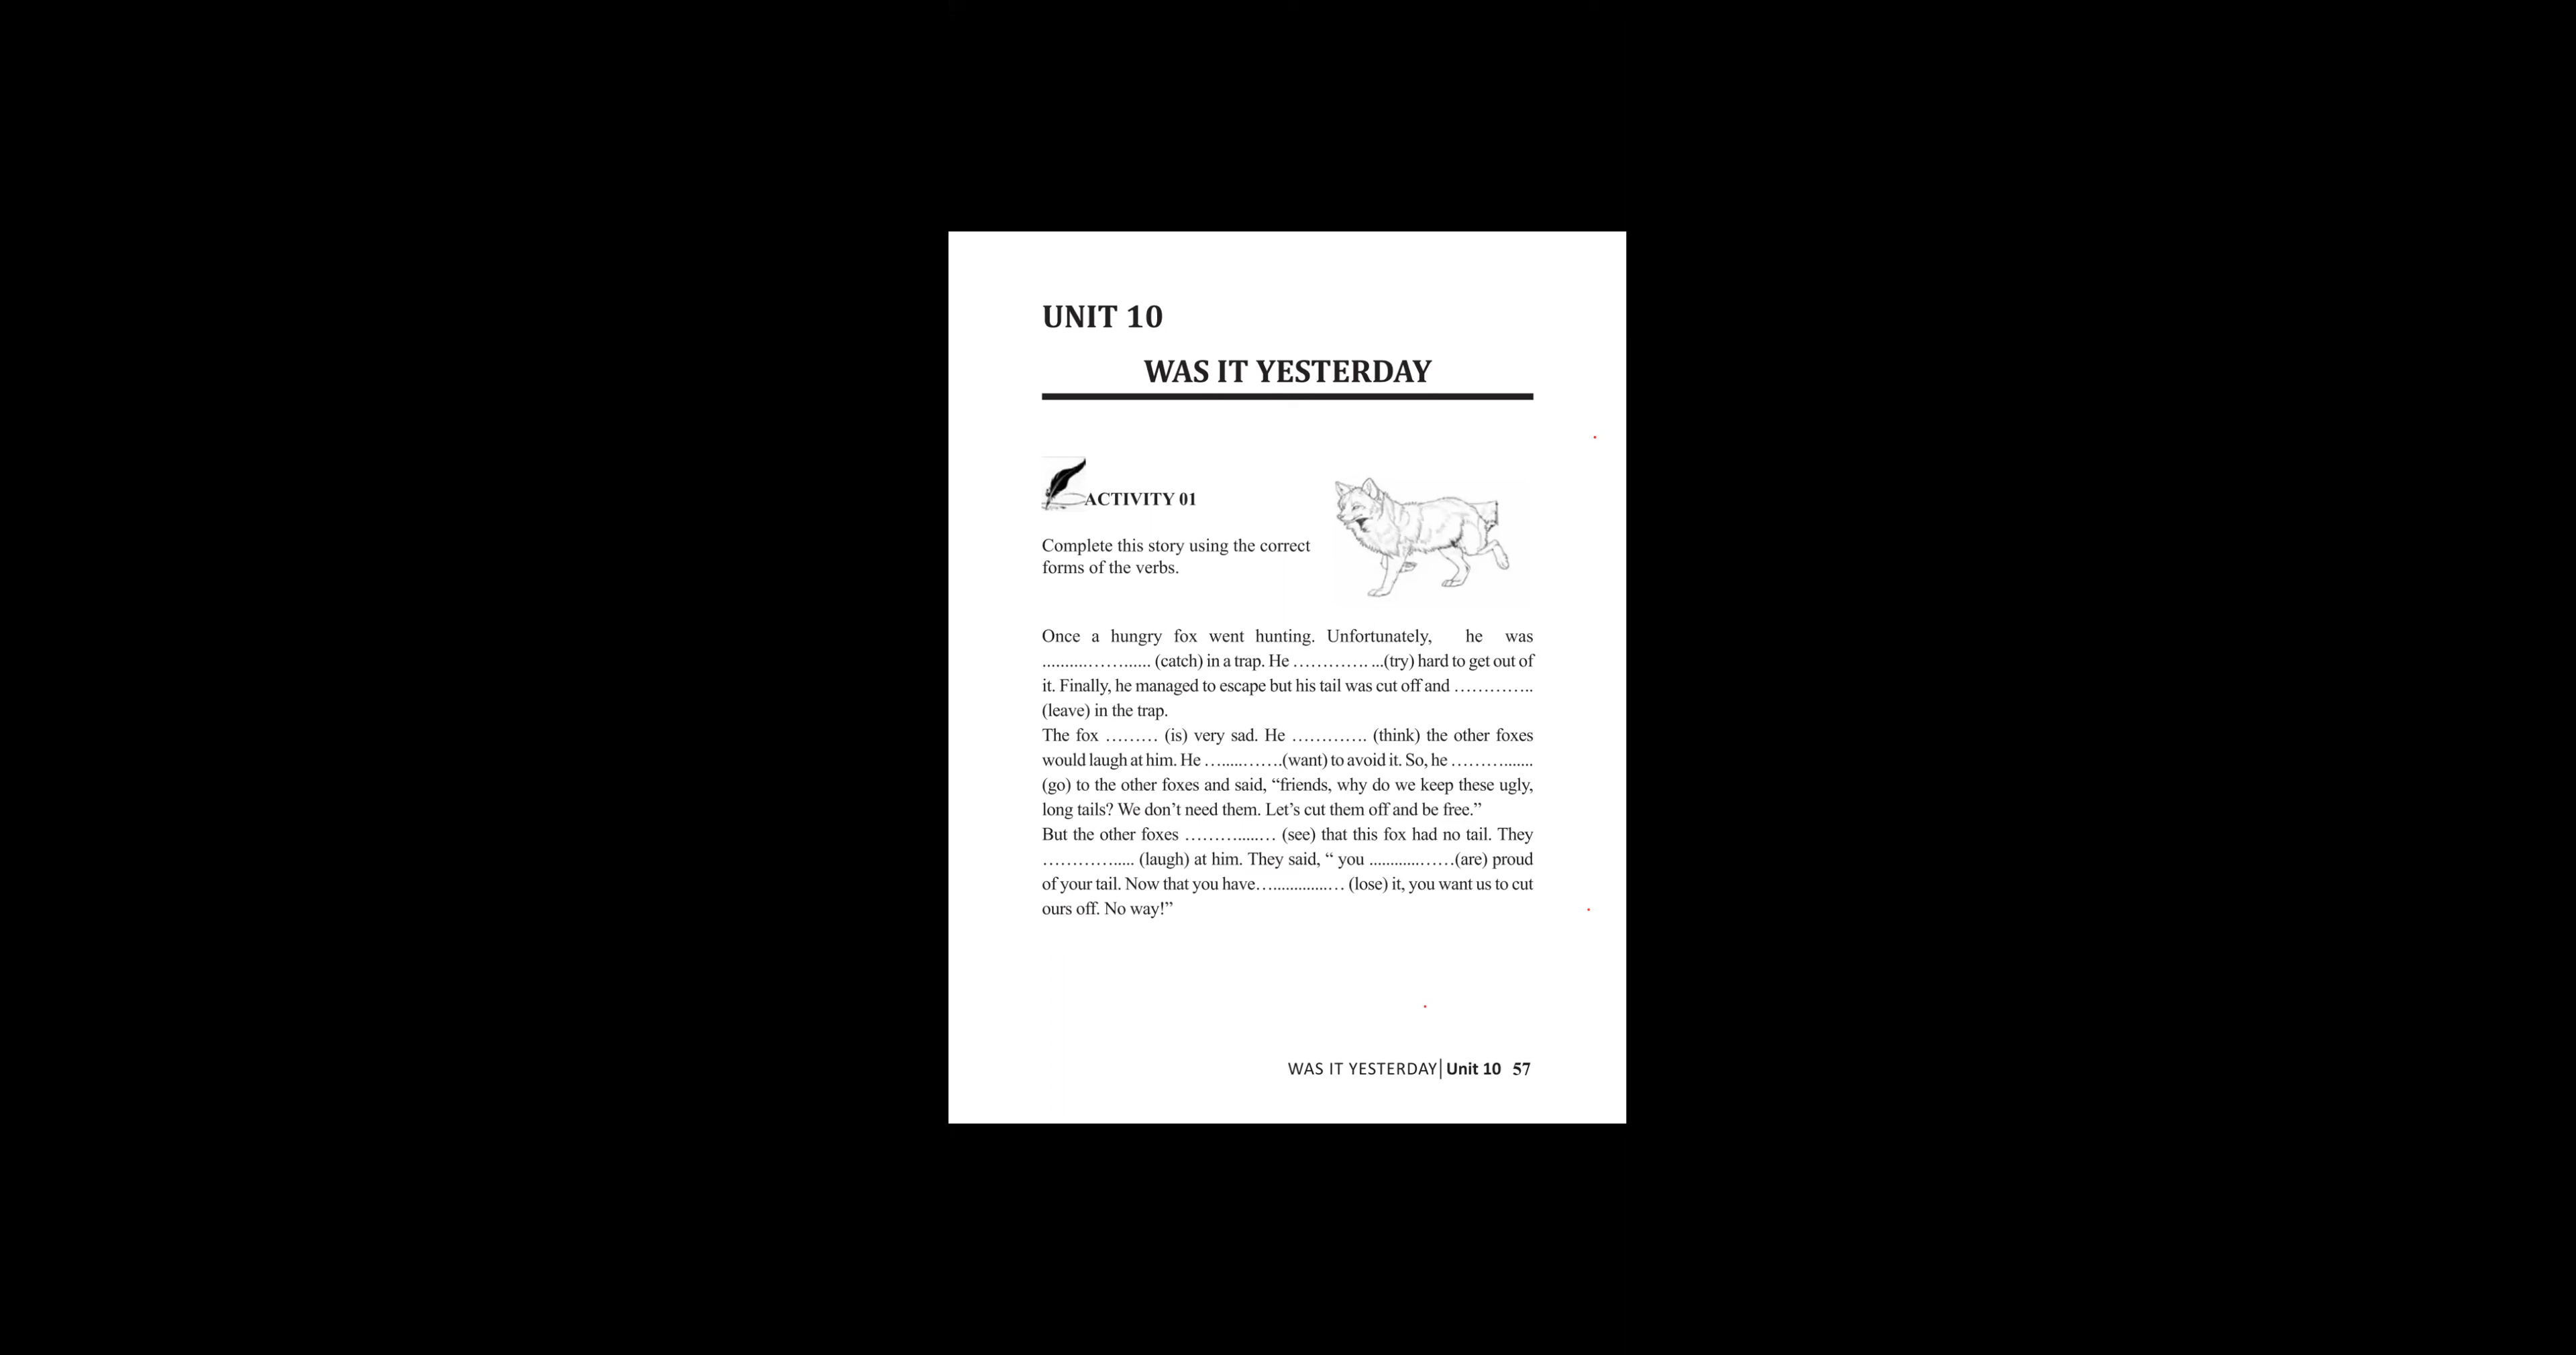 UNIT 10
WAS IT YESTERDAY
ACTIVITY 01
Complete this story using the correct
forms of the verbs.
Once a hungry fox went hunting. Unfortunately, he was
..........…….….... (catch) in a trap. He ………….. ...(try) hard to get out of
it. Finally, he managed to escape but his tail was cut off and …………..
(leave) in the trap.
The fox ……… (is) very sad. He …………. (think) the other foxes
would laugh at him. He …......…….(want) to avoid it. So, he ………........
(go) to the other foxes and said, “friends, why do we keep these ugly,
long tails? We don’t need them. Let’s cut them off and be free.”
But the other foxes ……….....… (see) that this fox had no tail. They
…………..... (laugh) at him. They said, “ you ............……(are) proud
of your tail. Now that you have…..............… (lose) it, you want us to cut
ours off. No way!”
WAS IT YESTERDAY| Unit 10 57